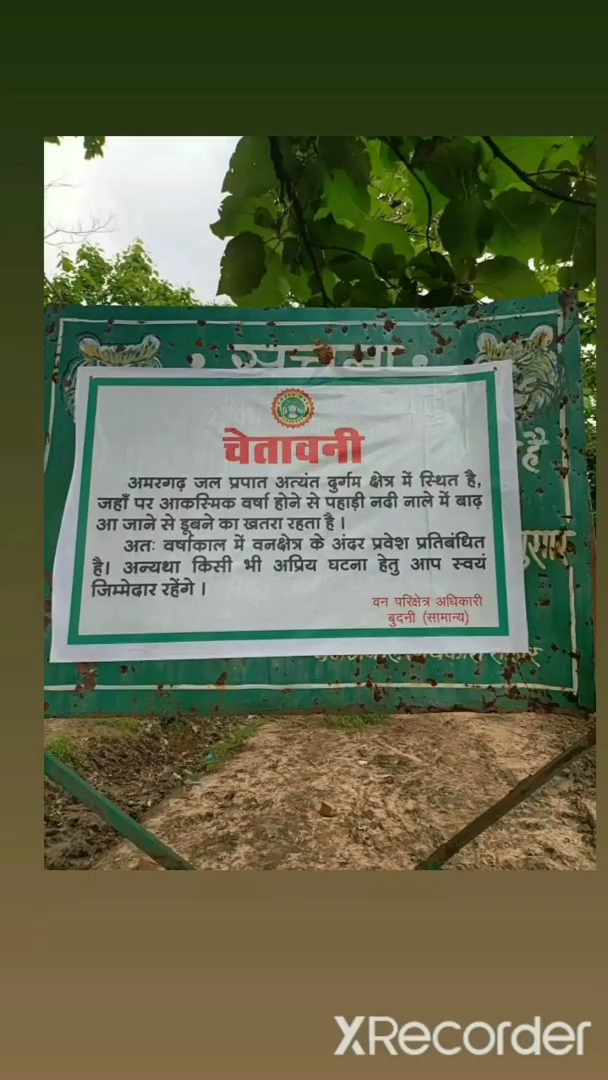 सूचना
चेतावनी
अमरगढ़ जल प्रपात अत्यंत दुर्गम क्षेत्र में स्थित है,
जहाँ पर आकस्मिक वर्षा होने से पहाड़ी नदी नाले में बाढ़
आ जाने से डूबने का खतरा रहता है ।
अतः वर्षाकाल में वनक्षेत्र के अंदर प्रवेश प्रतिबंधित
है। अन्यथा किसी भी अप्रिय घटना हेतु आप स्वयं
जिम्मेदार रहेंगे ।
वन परिक्षेत्र अधिकारी
बुदनी (सामान्य)
है
XRecorder